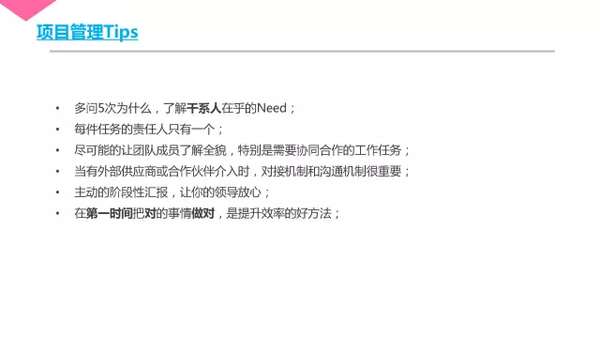 项目管理Tips
• 多问5次为什么，了解干系人在乎的Need；
• 每件任务的责任人只有一个；
• 尽可能的让团队成员了解全貌，特别是需要协同合作的工作任务；
• 当有外部供应商或合作伙伴介入时，对接机制和沟通机制很重要；
• 主动的阶段性汇报，让你的领导放心；
• 在第一时间把对的事情做对，是提升效率的好方法；